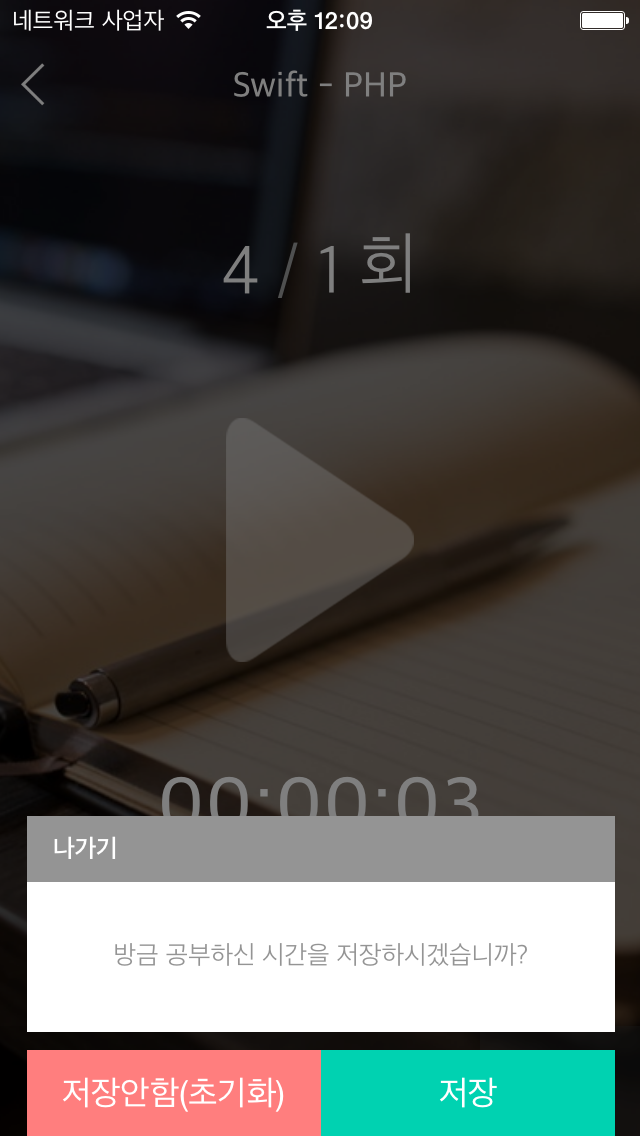 네트워크 사업자 오후 12:09
Swift - PHP
4 / 1 회
00:00:03
나가기
방금 공부하신 시간을 저장하시겠습니까?
저장안함(초기화) 저장